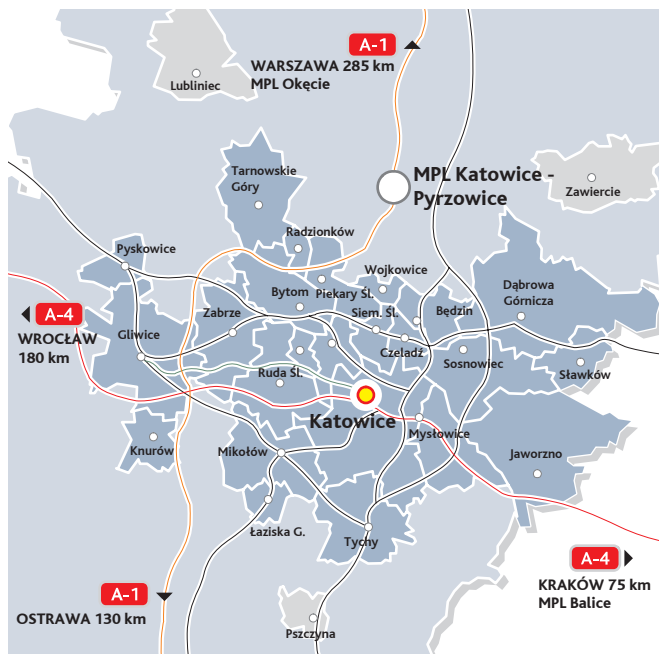 A-1
WARSZAWA 285 km
MPL Okęcie
Lubliniec
Tarnowskie
Góry
MPL Katowice -
Pyrzowice
Zawiercie
Radzionków
Pyskowice
Wojkowice
Bytom
Piekary Śl.
Dąbrowa
Górnicza
A-4
WROCŁAW
180 km
Zabrze
Siem. Śl.
Będzin
Gliwice
Czeladź
Sosnowiec
Sławków
Ruda Śl.
Katowice
Mysłowice
Knurów
Mikołów
Jaworzno
Łaziska G.
Tychy
A-4
KRAKÓW 75 km
MPL Balice
A-1
OSTRAWA 130 km
Pszczyna